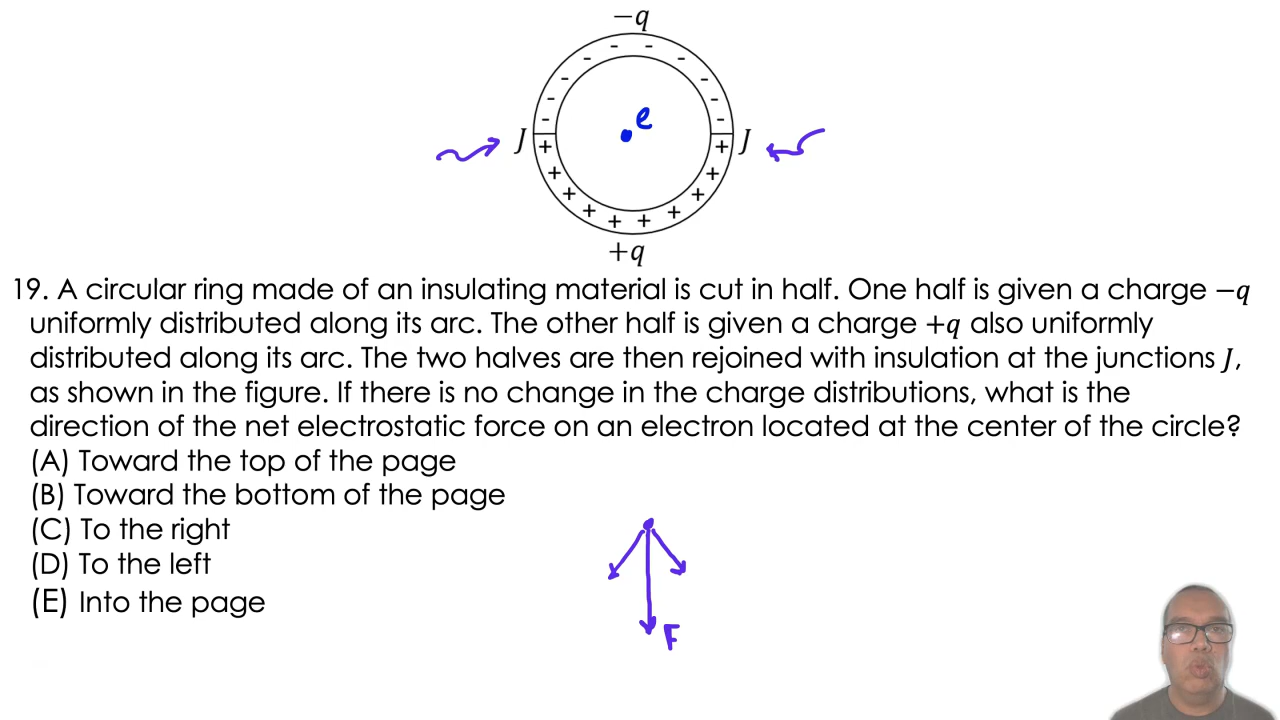 −q
- - - - - - - - - -
e
J J
+ + + + + + + + + +
+q
19. A circular ring made of an insulating material is cut in half. One half is given a charge −q
uniformly distributed along its arc. The other half is given a charge +q also uniformly
distributed along its arc. The two halves are then rejoined with insulation at the junctions J,
as shown in the figure. If there is no change in the charge distributions, what is the
direction of the net electrostatic force on an electron located at the center of the circle?
(A) Toward the top of the page
(B) Toward the bottom of the page
(C) To the right
(D) To the left
(E) Into the page
F